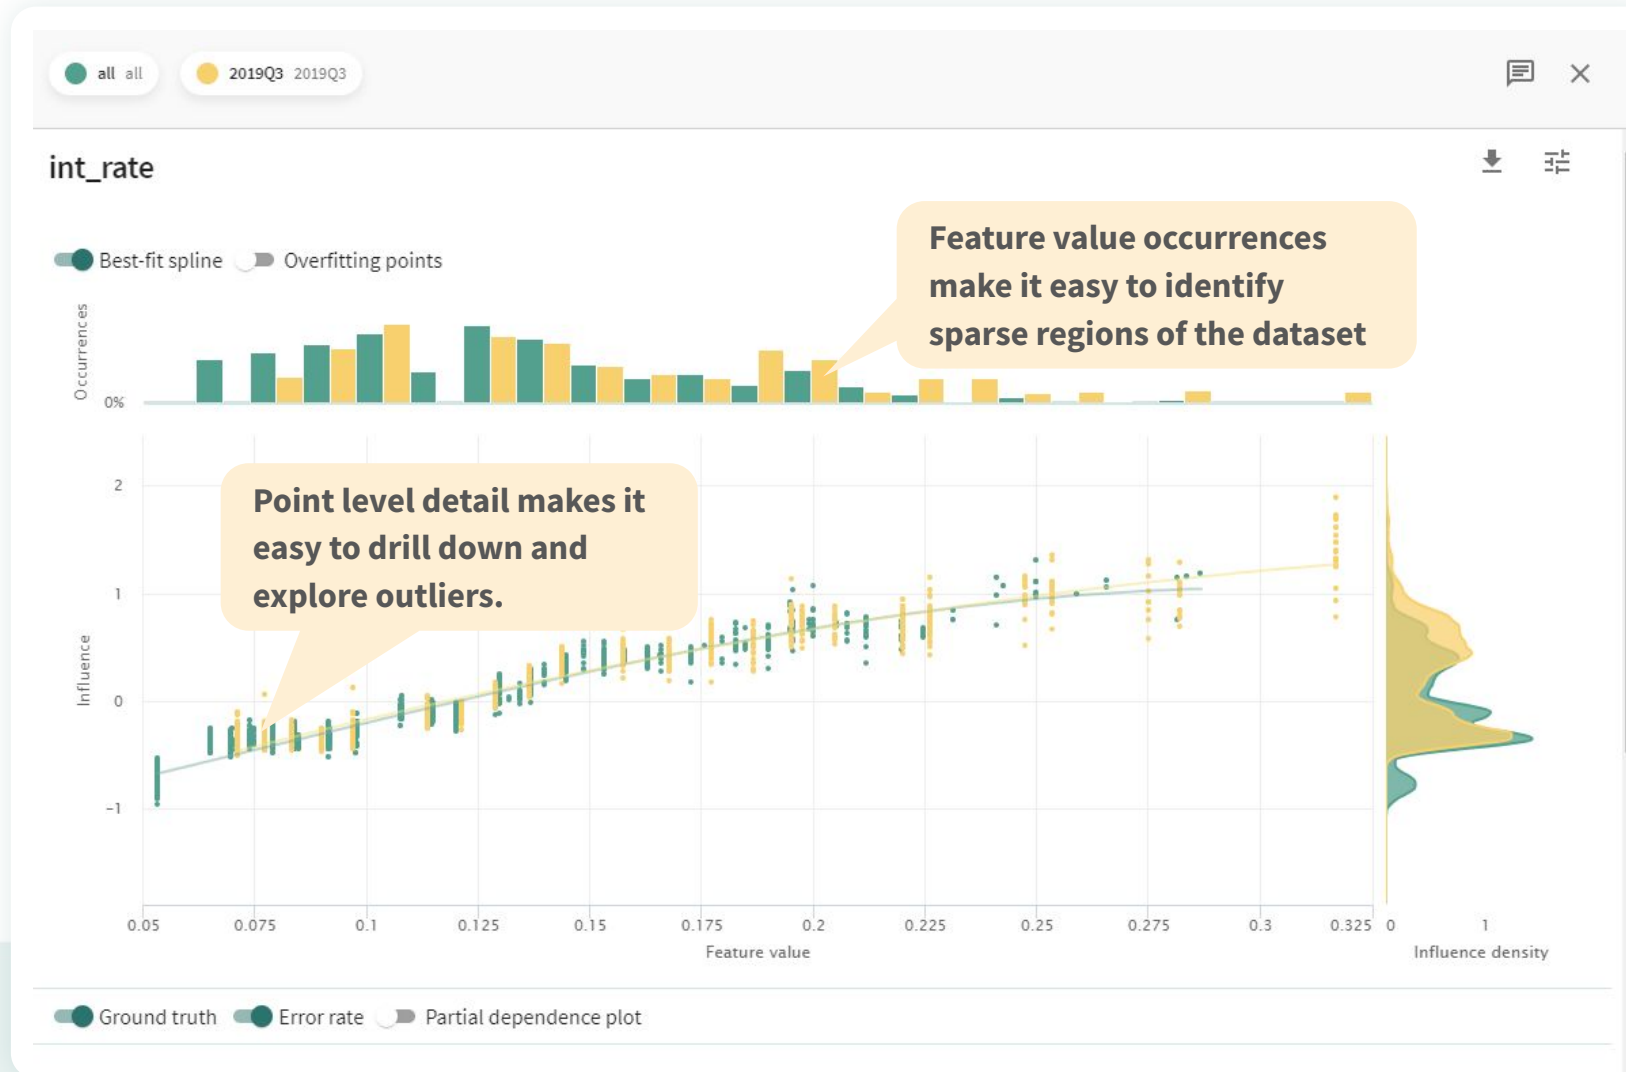 all all
2019Q3 2019Q3
int_rate
Best-fit spline
Overfitting points
Feature value occurrences
make it easy to identify
sparse regions of the dataset
Occurrences
0%
Point level detail makes it
easy to drill down and
explore outliers.
Influence
2
1
0
−1
0.05 0.075 0.1 0.125 0.15 0.175 0.2 0.225 0.25 0.275 0.3 0.325
Feature value
0 1
Influence density
Ground truth
Error rate
Partial dependence plot